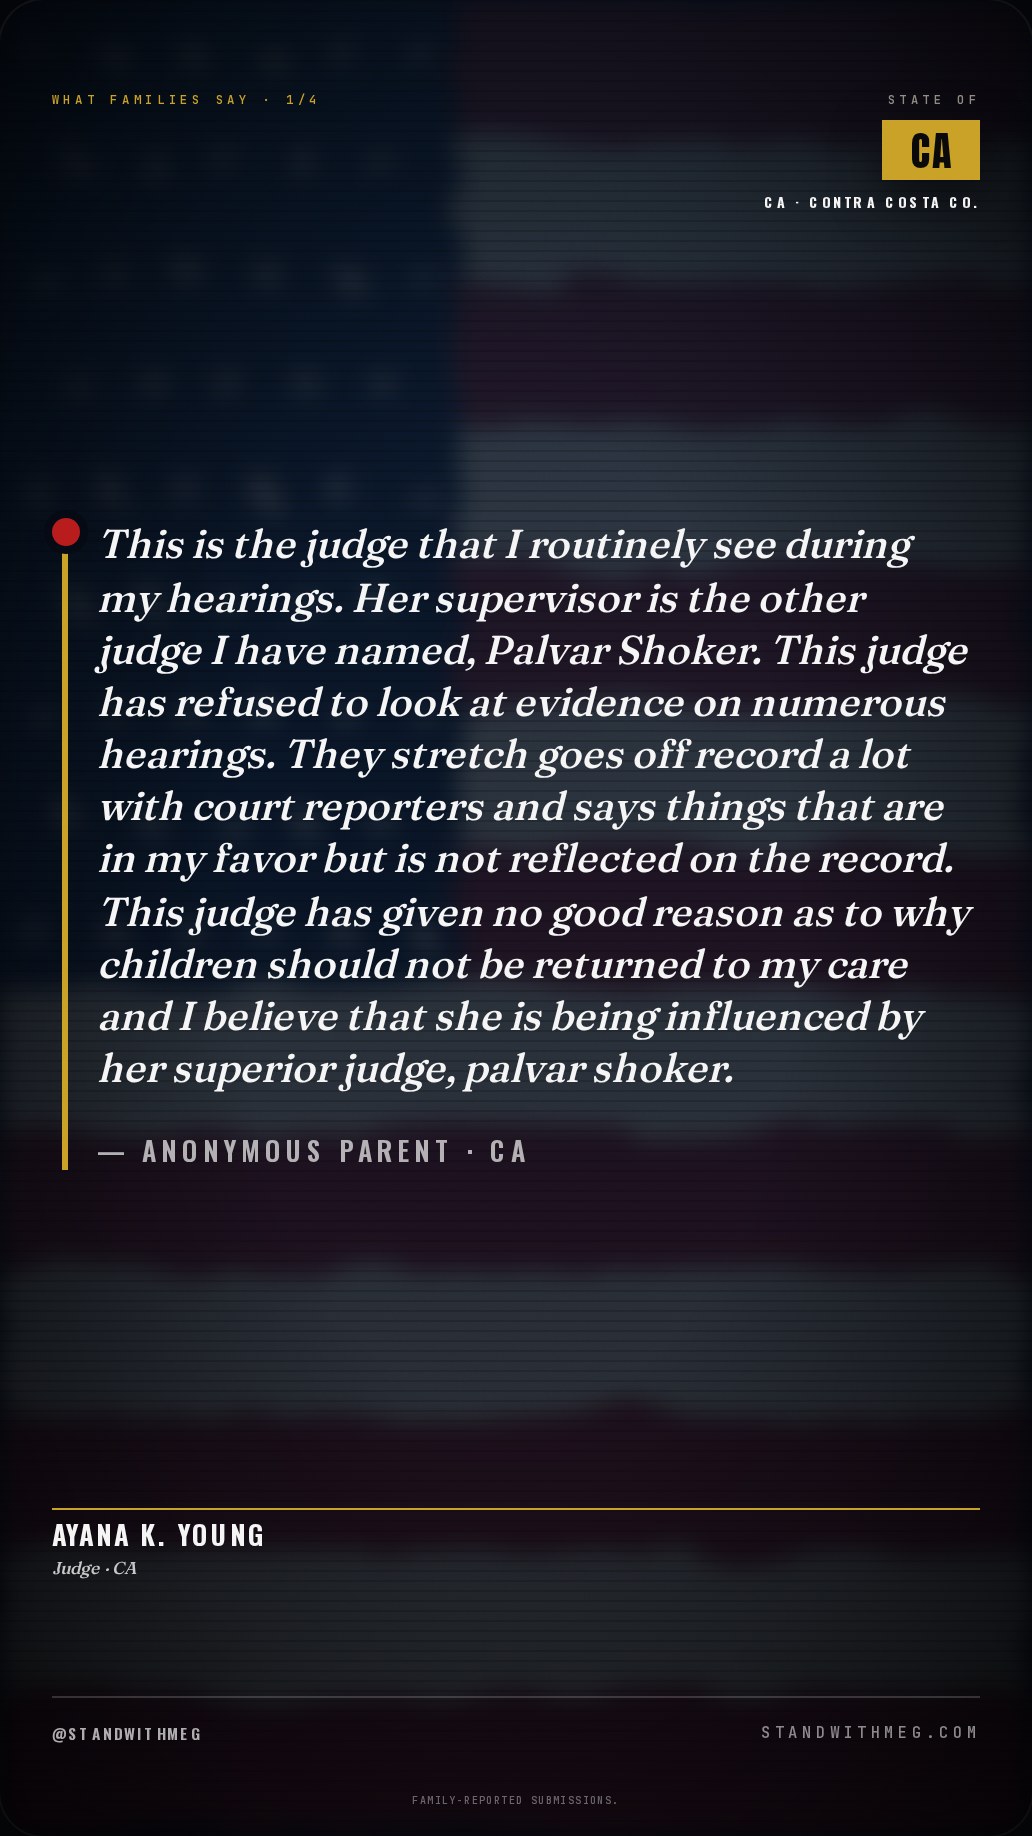 WHAT FAMILIES SAY · 1/4
STATE OF
CA
CA · CONTRA COSTA CO.
This is the judge that I routinely see during
my hearings. Her supervisor is the other
judge I have named, Palvar Shoker. This judge
has refused to look at evidence on numerous
hearings. They stretch goes off record a lot
with court reporters and says things that are
in my favor but is not reflected on the record.
This judge has given no good reason as to why
children should not be returned to my care
and I believe that she is being influenced by
her superior judge, palvar shoker.
— ANONYMOUS PARENT · CA
AYANA K. YOUNG
Judge · CA
@STANDWITHMEG
STANDWITHMEG.COM
FAMILY-REPORTED SUBMISSIONS.